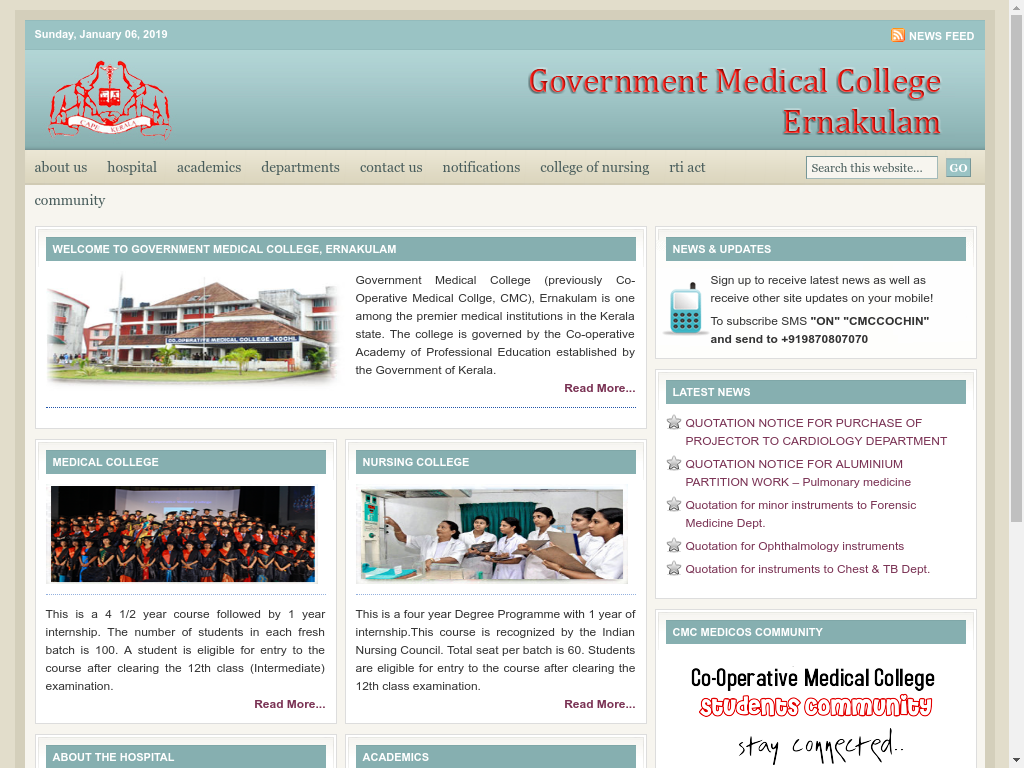 Sunday, January 06, 2019
NEWS FEED
CAPE KERALA
Government Medical College
Ernakulam
about us hospital academics departments contact us notifications college of nursing rti act
Search this website...
GO
community
WELCOME TO GOVERNMENT MEDICAL COLLEGE, ERNAKULAM
CO-OPERATIVE MEDICAL COLLEGE, KOCHI
Government Medical College (previously Co-
Operative Medical Collge, CMC), Ernakulam is one
among the premier medical institutions in the Kerala
state. The college is governed by the Co-operative
Academy of Professional Education established by
the Government of Kerala.
Read More...
MEDICAL COLLEGE
This is a 4 1/2 year course followed by 1 year
internship. The number of students in each fresh
batch is 100. A student is eligible for entry to the
course after clearing the 12th class (Intermediate)
examination.
Read More...
NURSING COLLEGE
This is a four year Degree Programme with 1 year of
internship.This course is recognized by the Indian
Nursing Council. Total seat per batch is 60. Students
are eligible for entry to the course after clearing the
12th class examination.
Read More...
ABOUT THE HOSPITAL
ACADEMICS
NEWS & UPDATES
Sign up to receive latest news as well as
receive other site updates on your mobile!
To subscribe SMS "ON" "CMCCOCHIN"
and send to +919870807070
LATEST NEWS
QUOTATION NOTICE FOR PURCHASE OF
PROJECTOR TO CARDIOLOGY DEPARTMENT
QUOTATION NOTICE FOR ALUMINIUM
PARTITION WORK – Pulmonary medicine
Quotation for minor instruments to Forensic
Medicine Dept.
Quotation for Ophthalmology instruments
Quotation for instruments to Chest & TB Dept.
CMC MEDICOS COMMUNITY
Co-Operative Medical College
Students Community
stay connected..